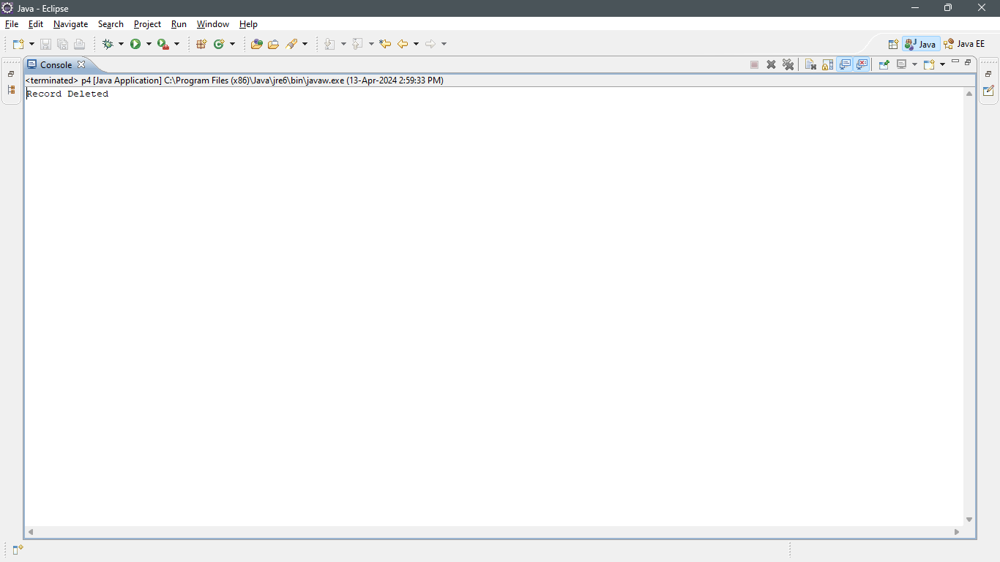 Java - Eclipse
File Edit Navigate Search Project Run Window Help
Java Java EE
Console
<terminated> p4 [Java Application] C:\Program Files (x86)\Java\jre6\bin\javaw.exe (13-Apr-2024 2:59:33 PM)
Record Deleted